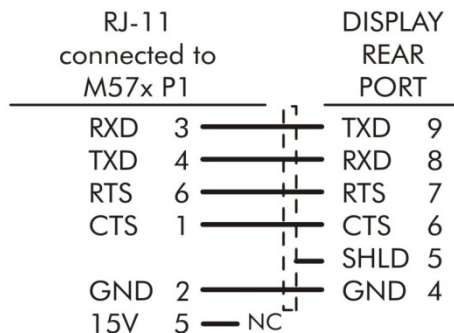 RJ-11 DISPLAY
connected to REAR
M57x P1 PORT
RXD 3 TXD 9
TXD 4 RXD 8
RTS 6 RTS 7
CTS 1 CTS 6
SHLD 5
GND 2 GND 4
15V 5 NC